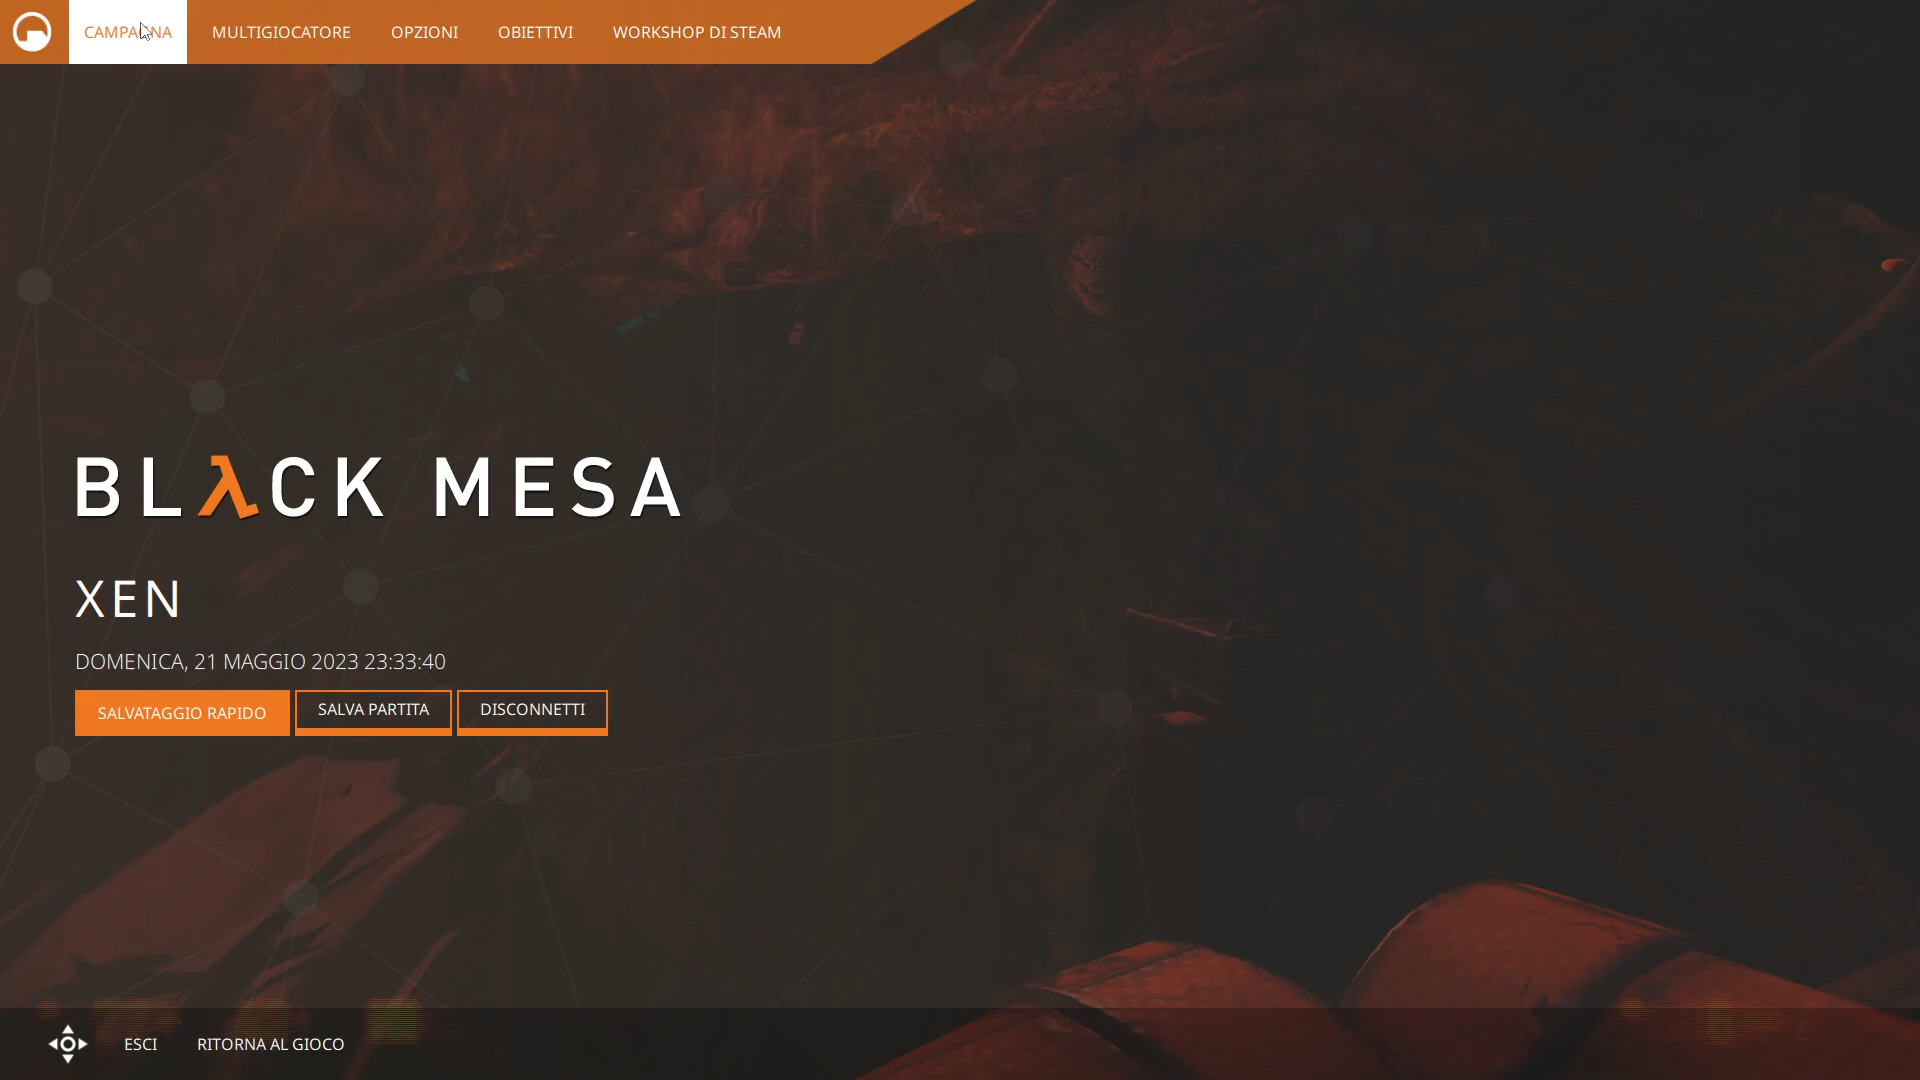 CAMPAGNA MULTIGIOCATORE OPZIONI OBIETTIVI WORKSHOP DI STEAM
BLλCK MESA
XEN
DOMENICA, 21 MAGGIO 2023 23:33:40
SALVATAGGIO RAPIDO SALVA PARTITA DISCONNETTI
ESCI RITORNA AL GIOCO